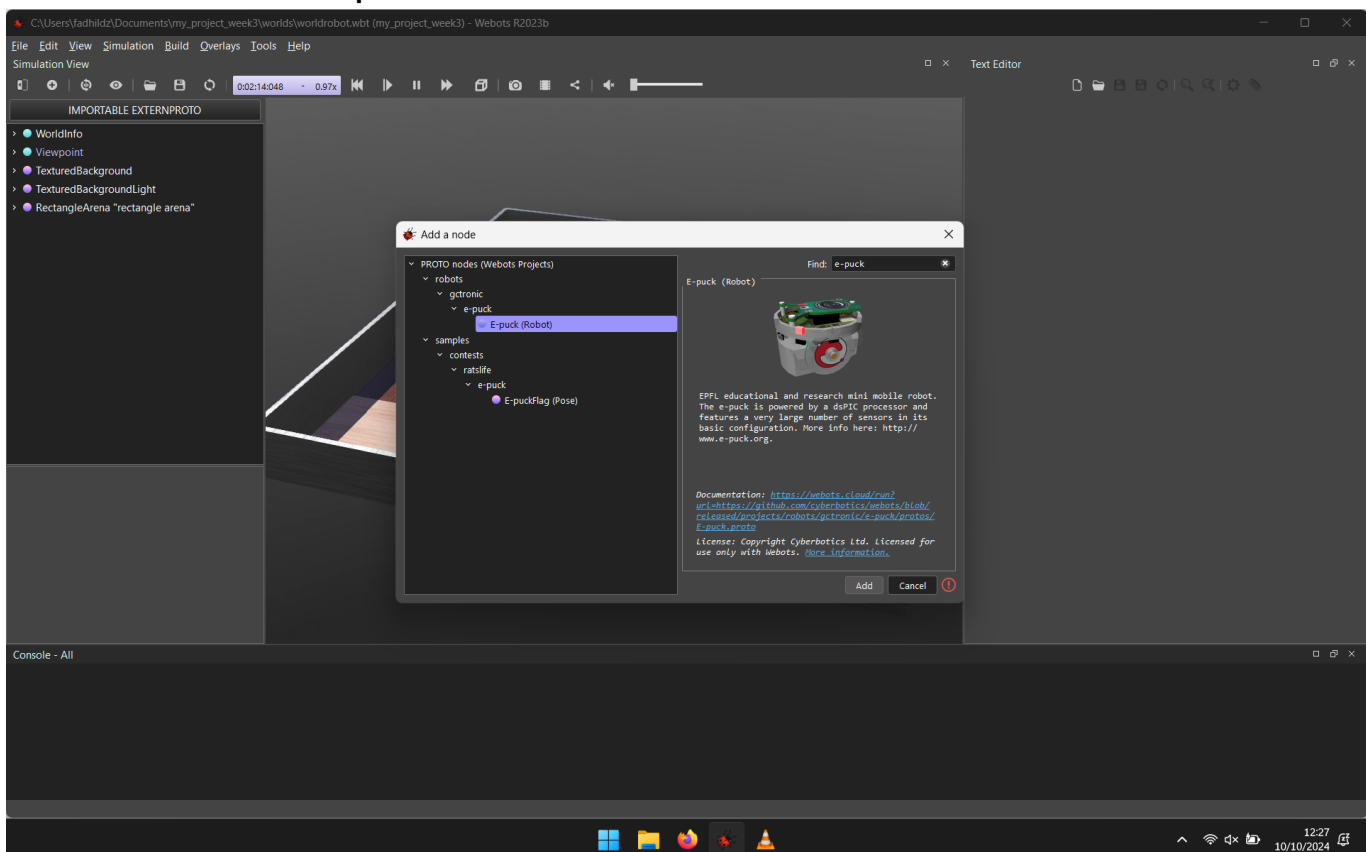 C:\Users\fadhildz\Documents\my_project_week3\worlds\worldrobot.wbt (my_project_week3) - Webots R2023b
File Edit View Simulation Build Overlays Tools Help
Simulation View
Text Editor
0:02:14:048 - 0.97x
IMPORTABLE EXTERNPROTO
WorldInfo
Viewpoint
TexturedBackground
TexturedBackgroundLight
RectangleArena "rectangle arena"
Add a node
PROTO nodes (Webots Projects)
robots
gctronic
e-puck
E-puck (Robot)
samples
contests
ratslife
e-puck
E-puckFlag (Pose)
Find: e-puck
E-puck (Robot)
EPFL educational and research mini mobile robot.
The e-puck is powered by a dsPIC processor and
features a very large number of sensors in its
basic configuration. More info here: http://
www.e-puck.org.
Documentation: https://webots.cloud/run?
url=https://github.com/cyberbotics/webots/blob/
released/projects/robots/gctronic/e-puck/protos/
E-puck.proto
License: Copyright Cyberbotics Ltd. Licensed for
use only with Webots. More information.
Add Cancel
Console - All
12:27
10/10/2024